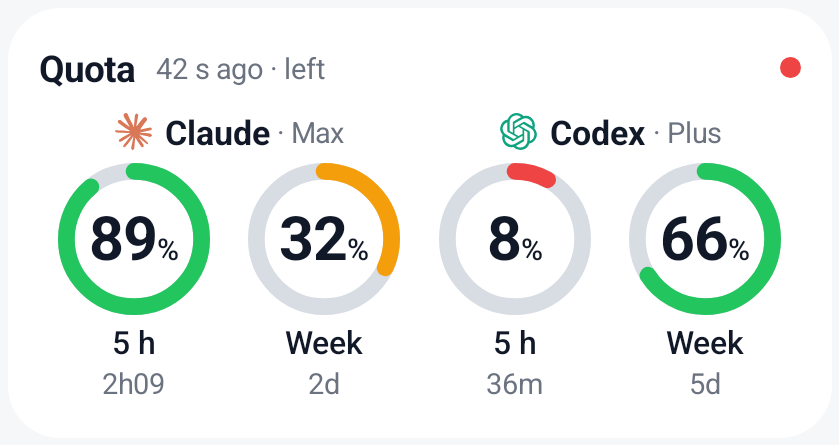 Quota 42 s ago · left
Claude · Max
Codex · Plus
89%
32%
8%
66%
5 h
Week
5 h
Week
2h09
2d
36m
5d